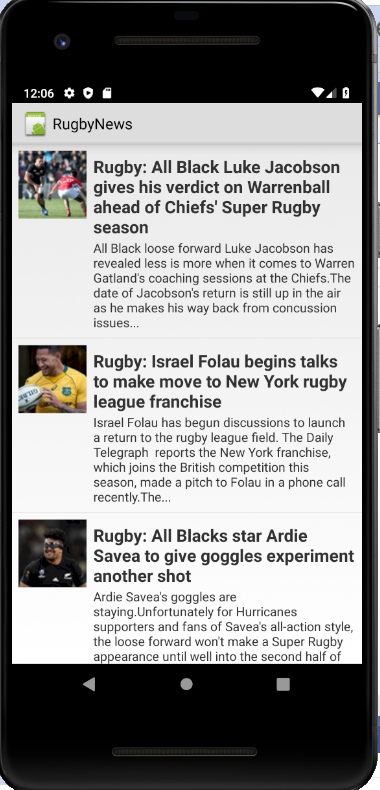 12:06
RugbyNews
Rugby: All Black Luke Jacobson
gives his verdict on Warrenball
ahead of Chiefs' Super Rugby
season
All Black loose forward Luke Jacobson has
revealed less is more when it comes to Warren
Gatland's coaching sessions at the Chiefs.The
date of Jacobson's return is still up in the air
as he makes his way back from concussion
issues...
Rugby: Israel Folau begins talks
to make move to New York rugby
league franchise
Israel Folau has begun discussions to launch
a return to the rugby league field. The Daily
Telegraph  reports the New York franchise,
which joins the British competition this
season, made a pitch to Folau in a phone call
recently.The...
Rugby: All Blacks star Ardie
Savea to give goggles experiment
another shot
Ardie Savea's goggles are
staying.Unfortunately for Hurricanes
supporters and fans of Savea's all-action style,
the loose forward won't make a Super Rugby
appearance until well into the second half of